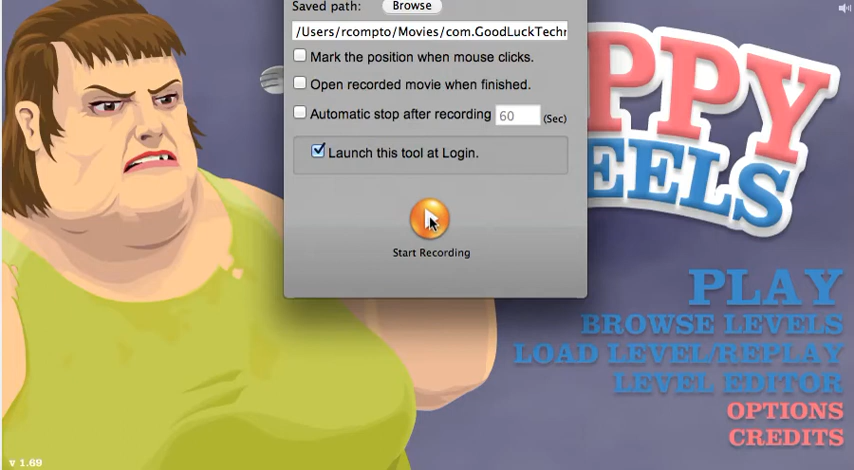 Saved path: Browse
/Users/rcompto/Movies/com.GoodLuckTechn
Mark the position when mouse clicks.
Open recorded movie when finished.
Automatic stop after recording 60 (Sec)
Launch this tool at Login.
Start Recording
PPY
EELS
PLAY
BROWSE LEVELS
LOAD LEVEL/REPLAY
LEVEL EDITOR
OPTIONS
CREDITS
v 1.69